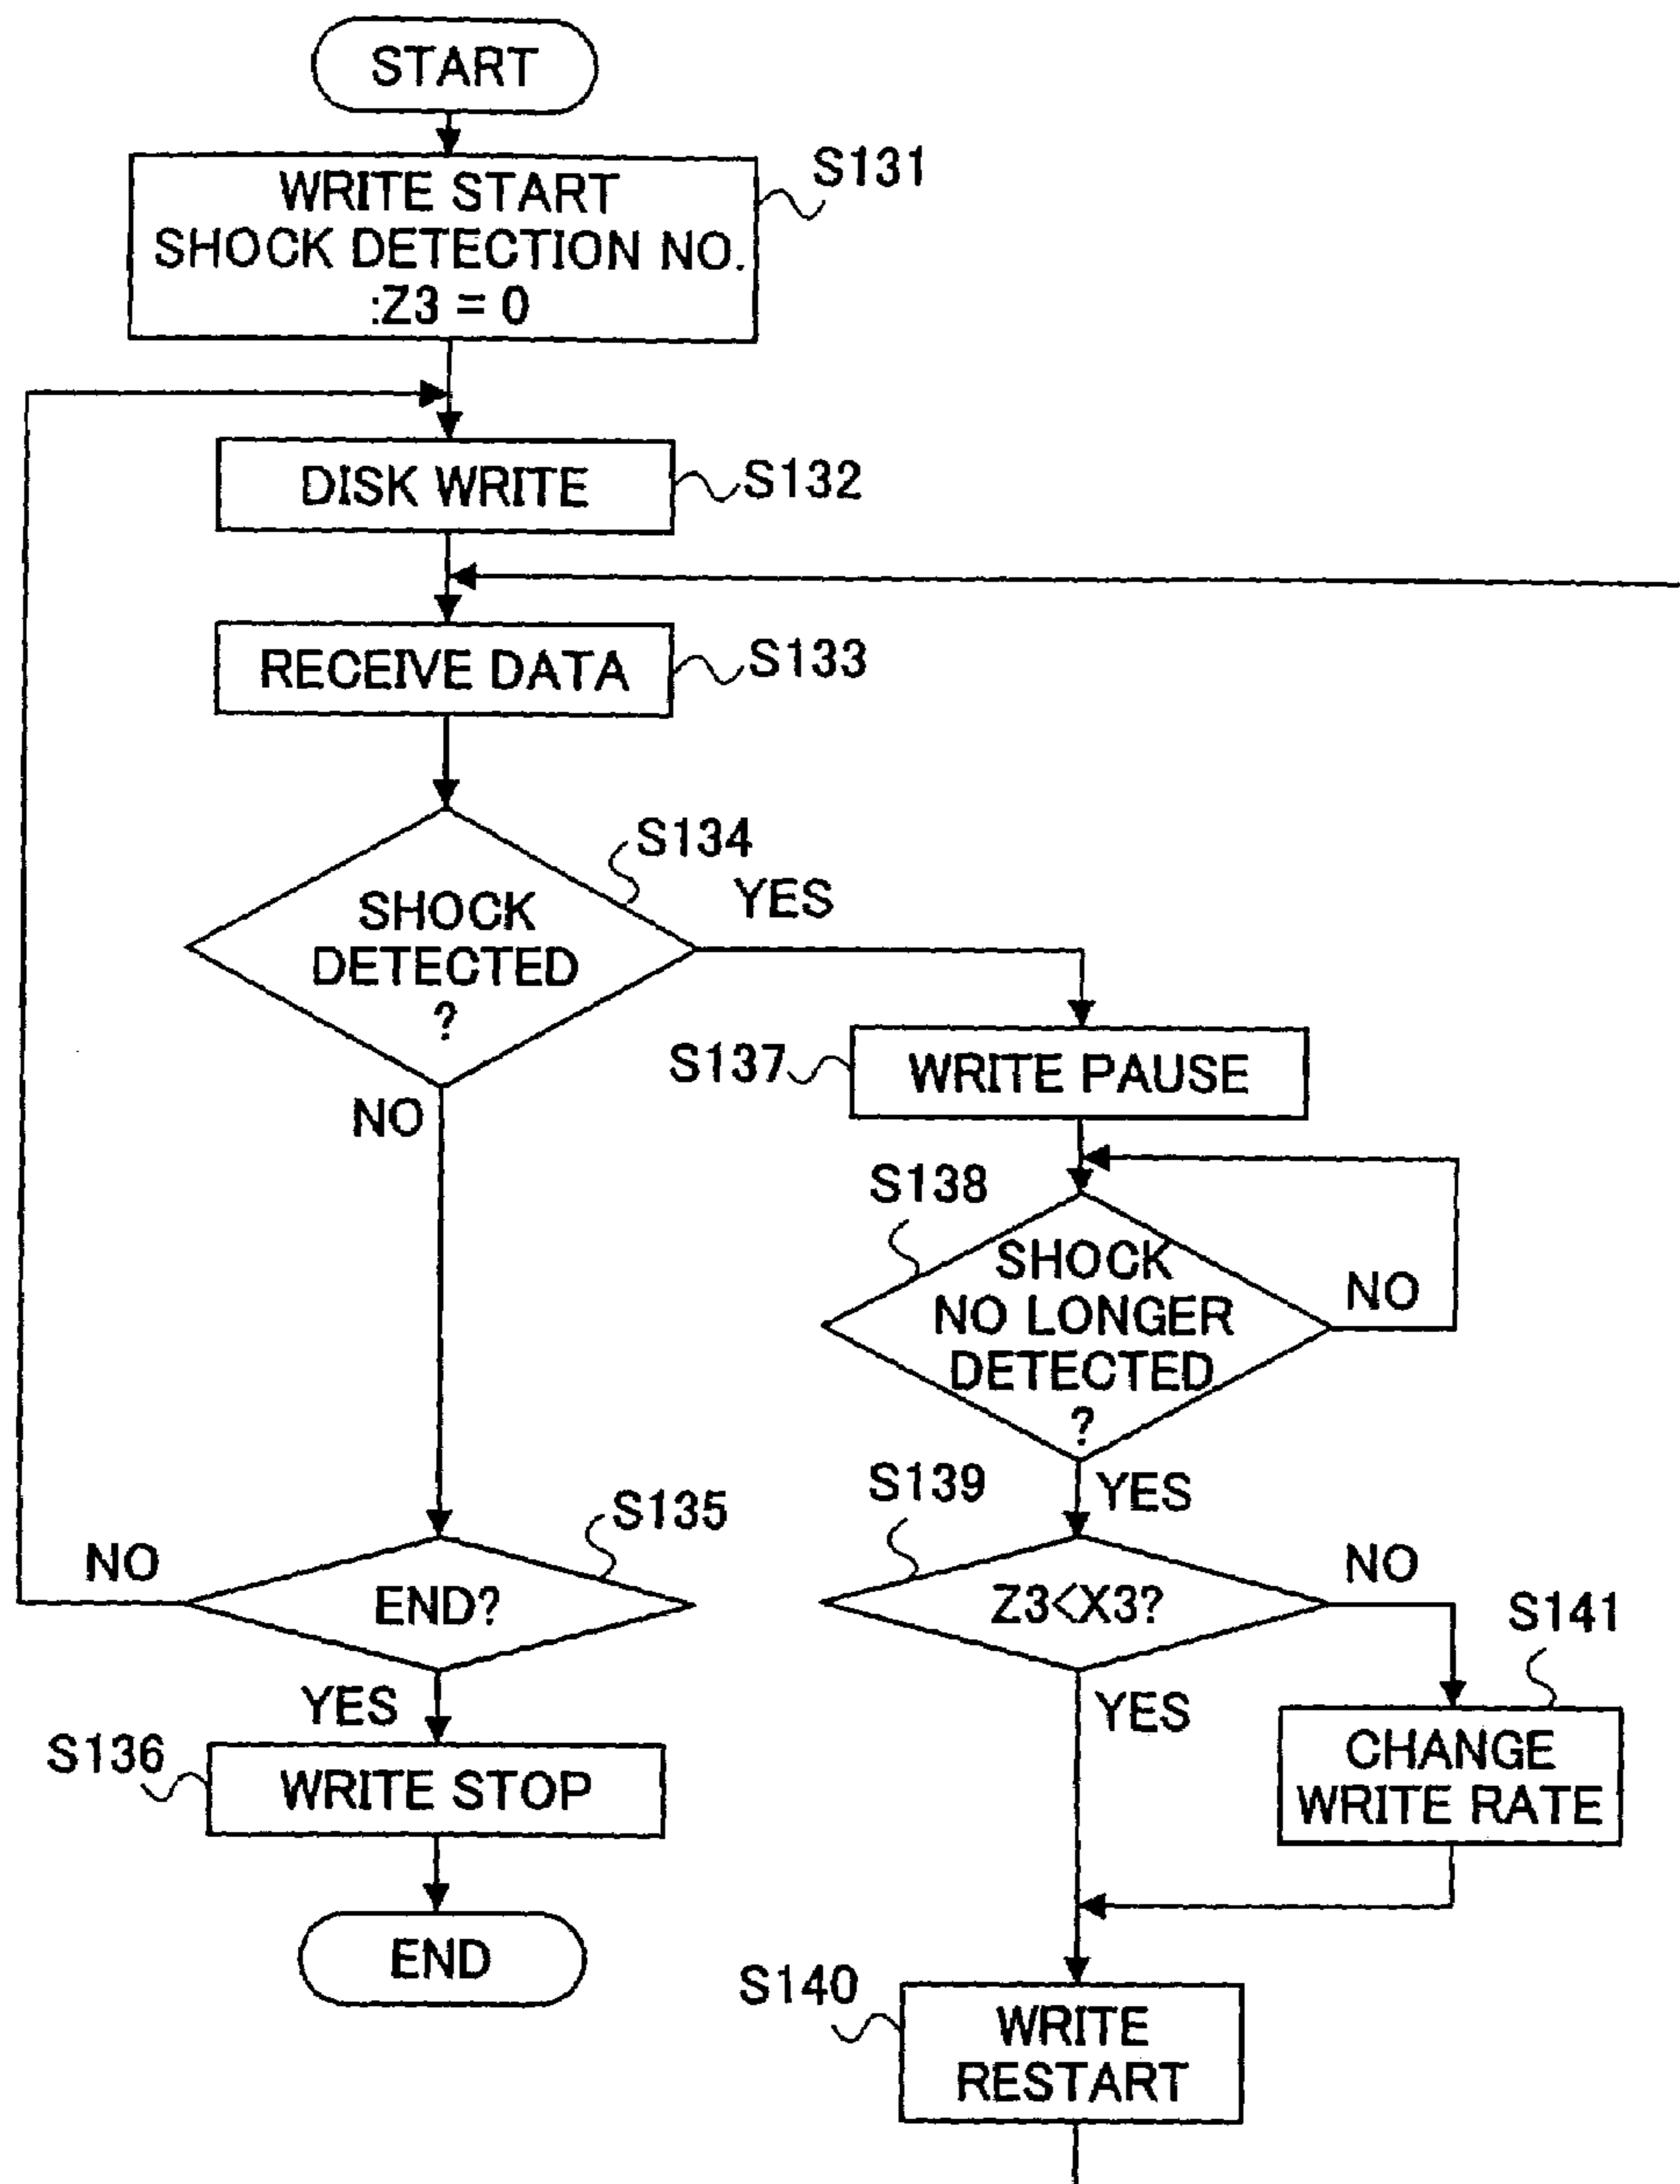 START
S131
WRITE START
SHOCK DETECTION NO.
:Z3 = 0
DISK WRITE
S132
RECEIVE DATA
S133
S134
SHOCK
DETECTED
?
YES
NO
S137
WRITE PAUSE
S138
SHOCK
NO LONGER
DETECTED
?
NO
YES
S135
END?
NO
YES
S139
Z3<X3?
NO
YES
S141
CHANGE
WRITE RATE
S136
WRITE STOP
END
S140
WRITE
RESTART